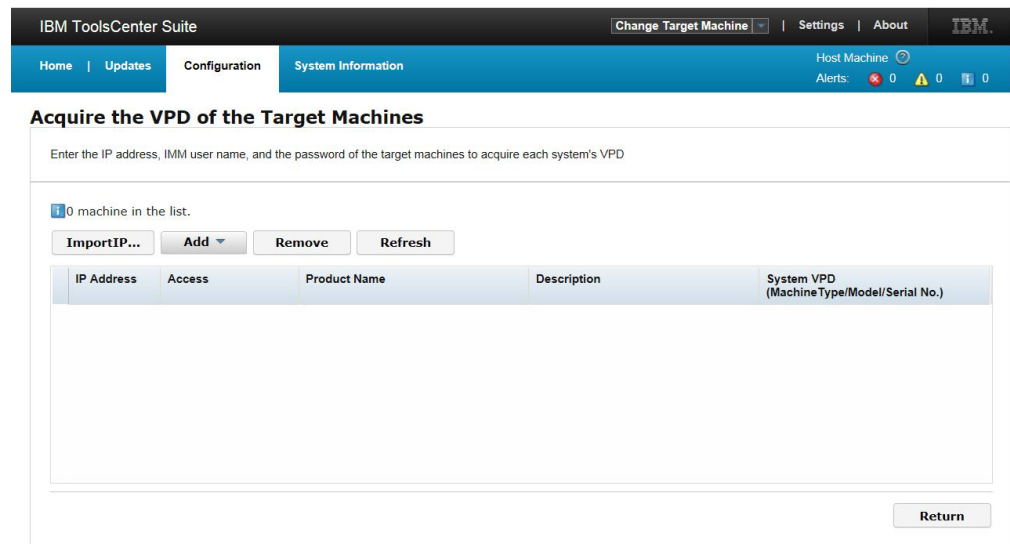 IBM ToolsCenter Suite
Change Target Machine | Settings | About IBM.
Home | Updates Configuration System Information
Host Machine ?
Alerts: 0 0 0
Acquire the VPD of the Target Machines
Enter the IP address, IMM user name, and the password of the target machines to acquire each system's VPD
0 machine in the list.
ImportIP... Add Remove Refresh
IP Address Access Product Name Description System VPD
(MachineType/Model/Serial No.)
Return